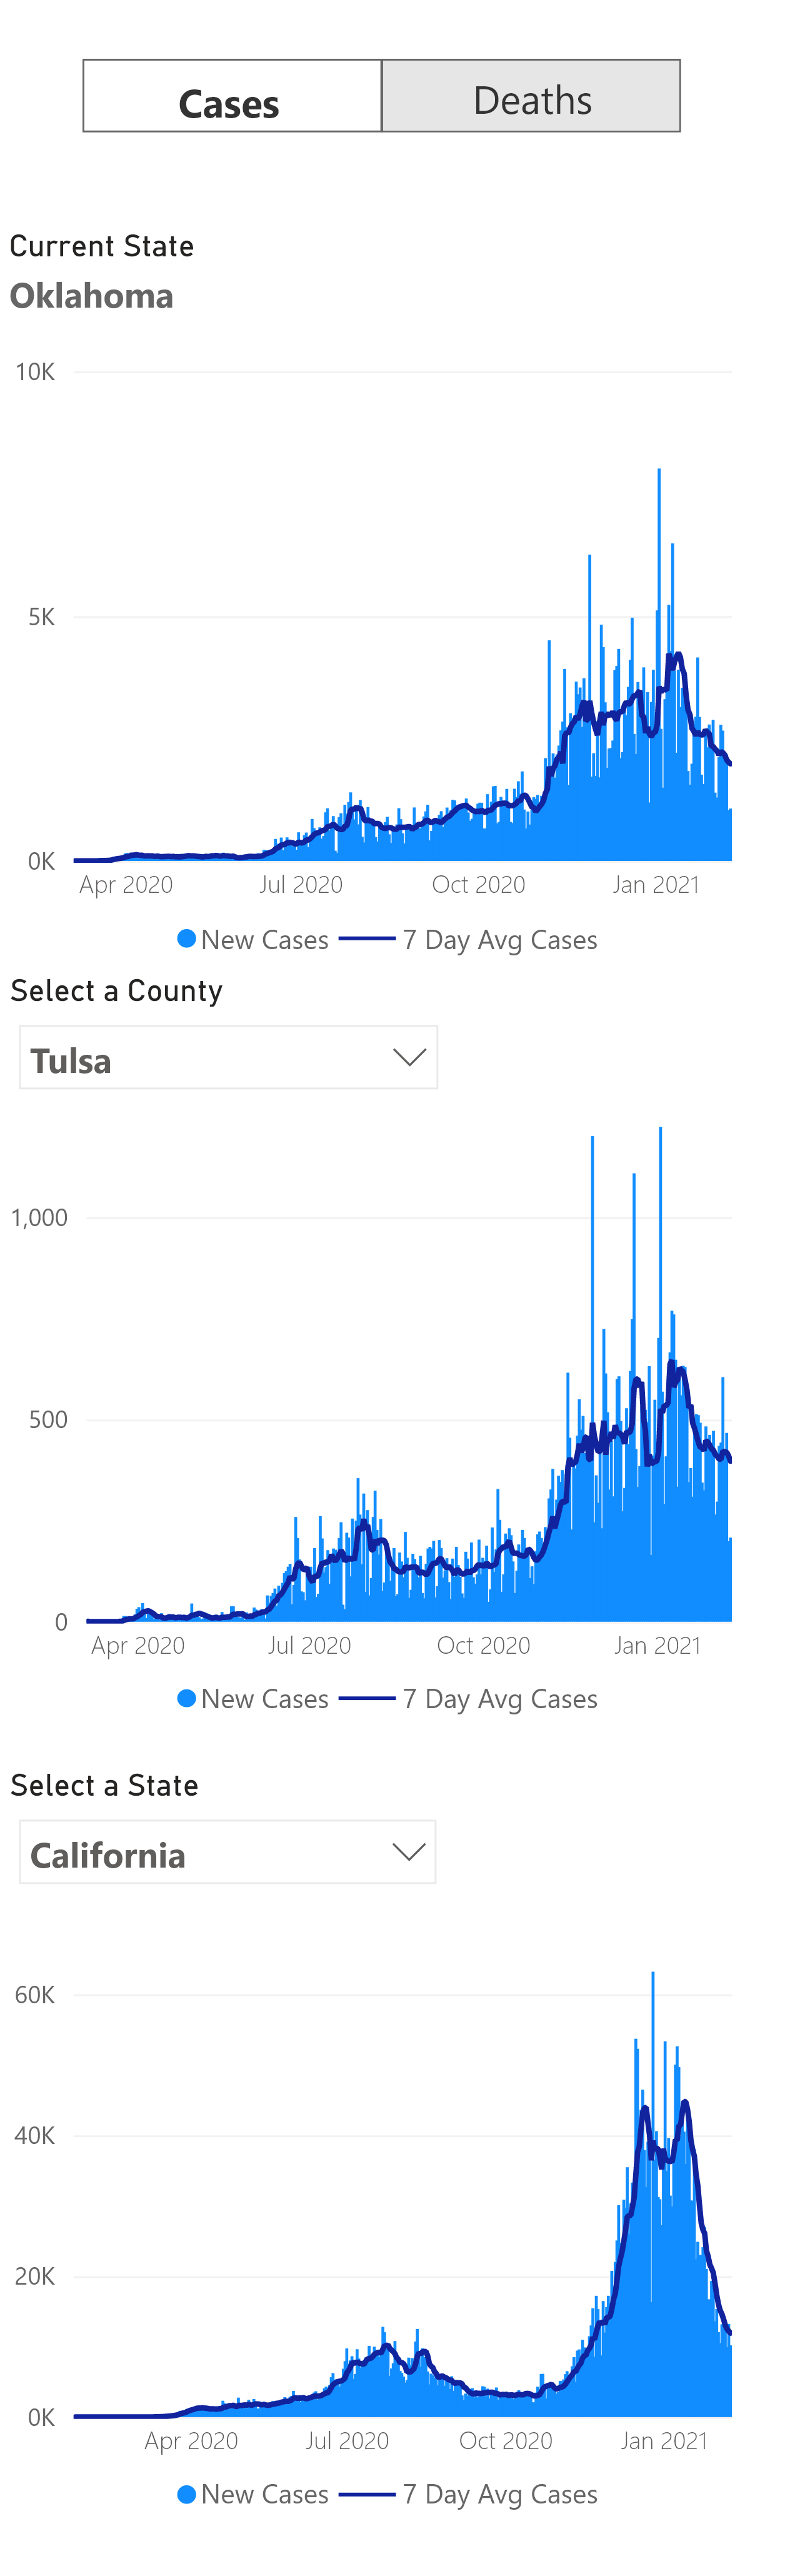 Cases Deaths
Current State
Oklahoma
10K
5K
0K
Apr 2020 Jul 2020 Oct 2020 Jan 2021
New Cases 7 Day Avg Cases
Select a County
Tulsa
1,000
500
0
Apr 2020 Jul 2020 Oct 2020 Jan 2021
New Cases 7 Day Avg Cases
Select a State
California
60K
40K
20K
0K
Apr 2020 Jul 2020 Oct 2020 Jan 2021
New Cases 7 Day Avg Cases